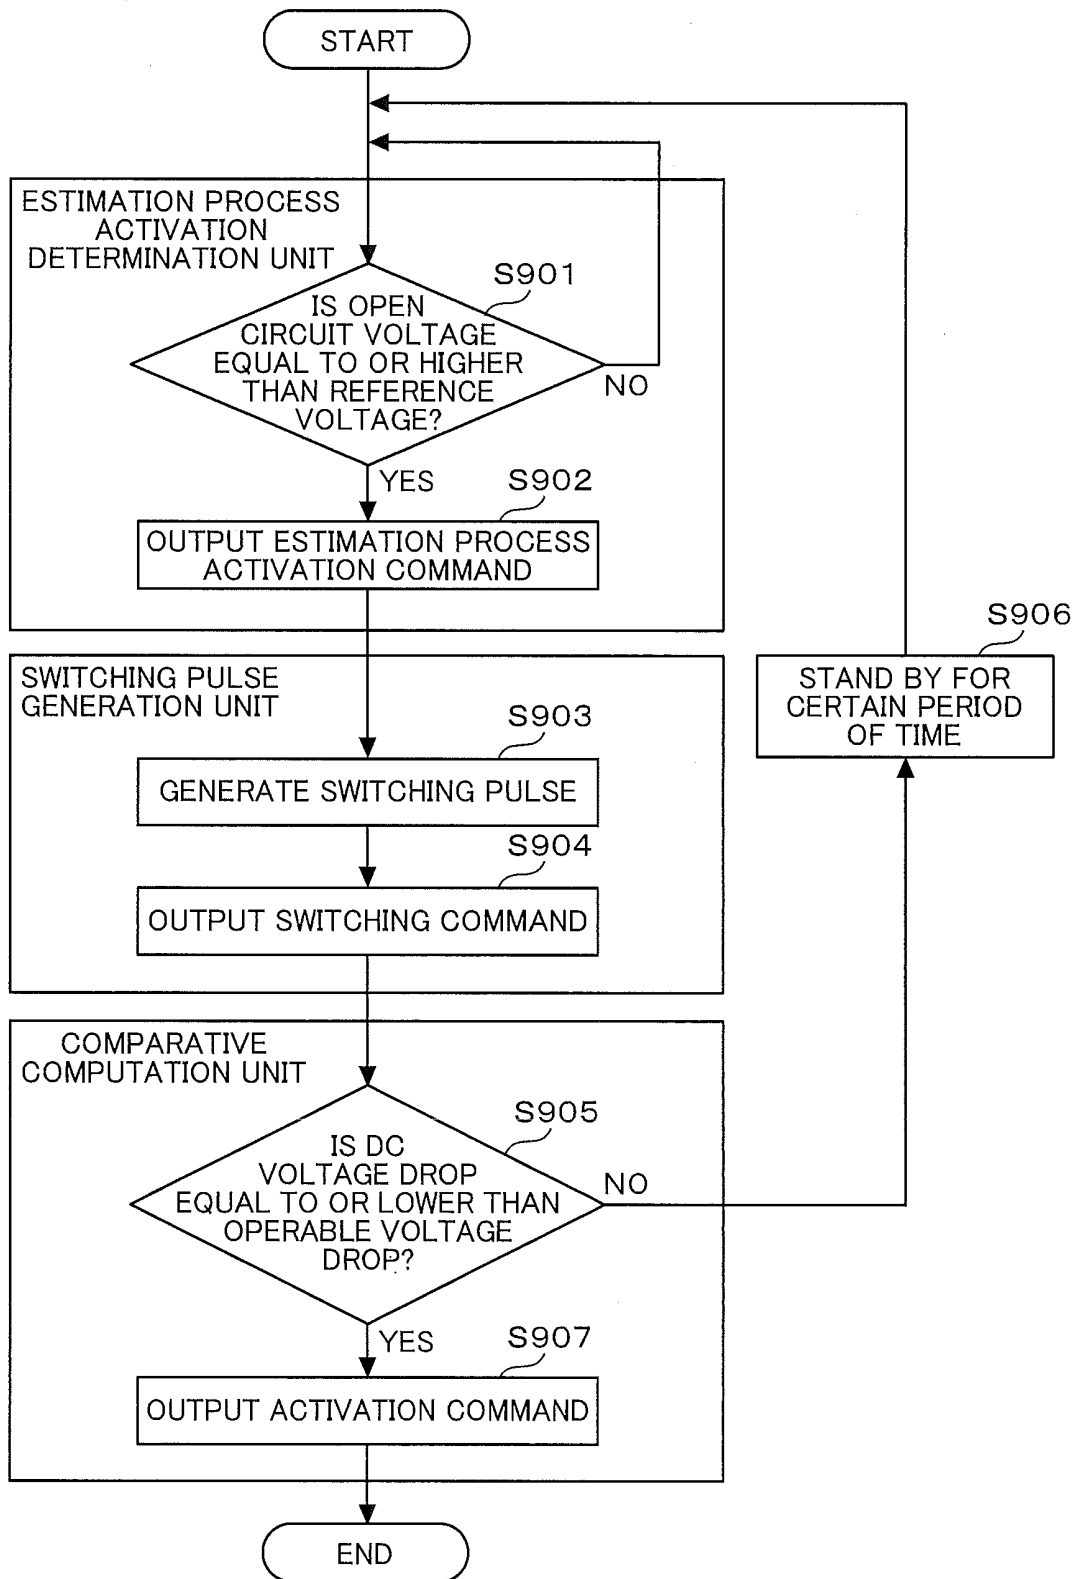 START
ESTIMATION PROCESS
ACTIVATION
DETERMINATION UNIT
S901
IS OPEN
CIRCUIT VOLTAGE
EQUAL TO OR HIGHER
THAN REFERENCE
VOLTAGE?
NO
YES
S902
OUTPUT ESTIMATION PROCESS
ACTIVATION COMMAND
S906
STAND BY FOR
CERTAIN PERIOD
OF TIME
SWITCHING PULSE
GENERATION UNIT
S903
GENERATE SWITCHING PULSE
S904
OUTPUT SWITCHING COMMAND
COMPARATIVE
COMPUTATION UNIT
S905
IS DC
VOLTAGE DROP
EQUAL TO OR LOWER THAN
OPERABLE VOLTAGE
DROP?
NO
YES
S907
OUTPUT ACTIVATION COMMAND
END